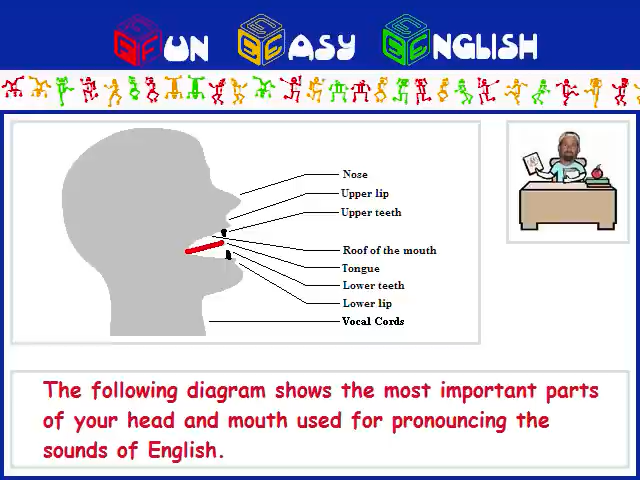 FUN EASY ENGLISH
Nose
Upper lip
Upper teeth
Roof of the mouth
Tongue
Lower teeth
Lower lip
Vocal Cords
The following diagram shows the most important parts
of your head and mouth used for pronouncing the
sounds of English.